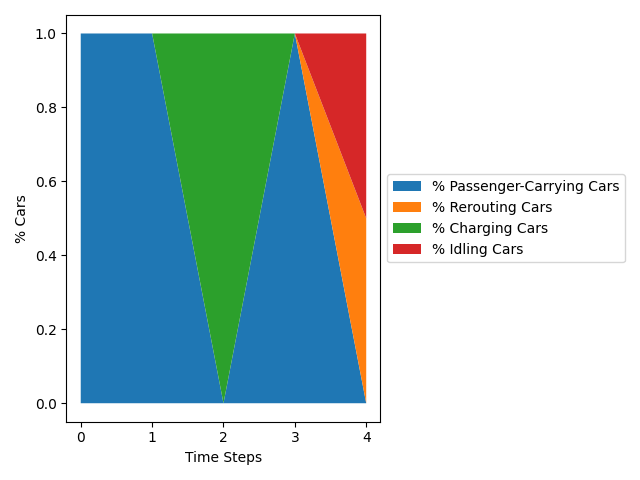 1.0
0.8
0.6
0.4
0.2
0.0
% Cars
0 1 2 3 4
Time Steps
% Passenger-Carrying Cars
% Rerouting Cars
% Charging Cars
% Idling Cars